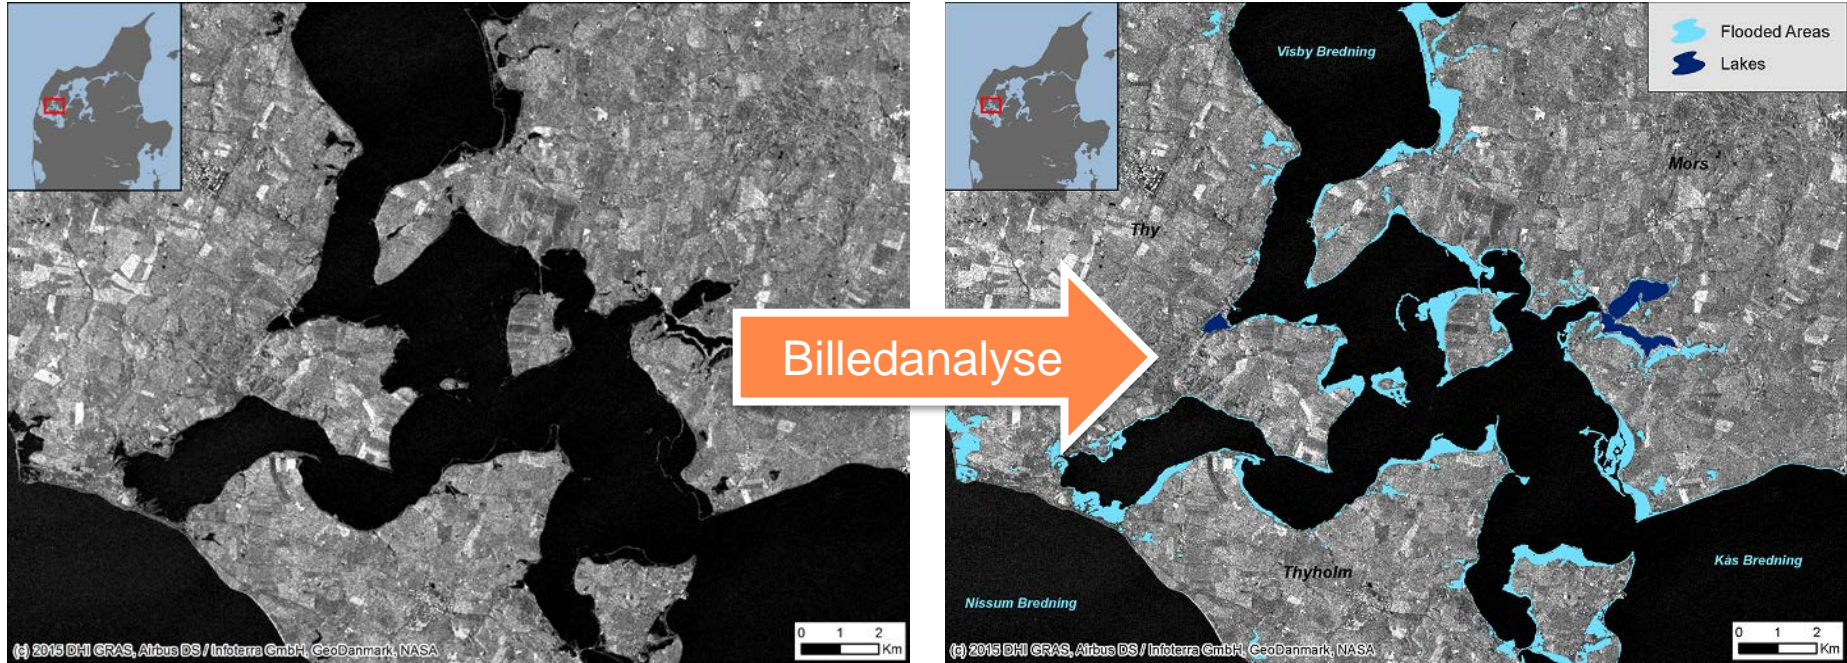 0 1 2
Km
(c) 2015 DHI GRAS, Airbus DS / Infoterra GmbH, GeoDanmark, NASA
Billedanalyse
Flooded Areas
Lakes
Visby Bredning
Mors
Thy
Thyholm
Kås Bredning
Nissum Bredning
0 1 2
Km
(c) 2015 DHI GRAS, Airbus DS / Infoterra GmbH, GeoDanmark, NASA